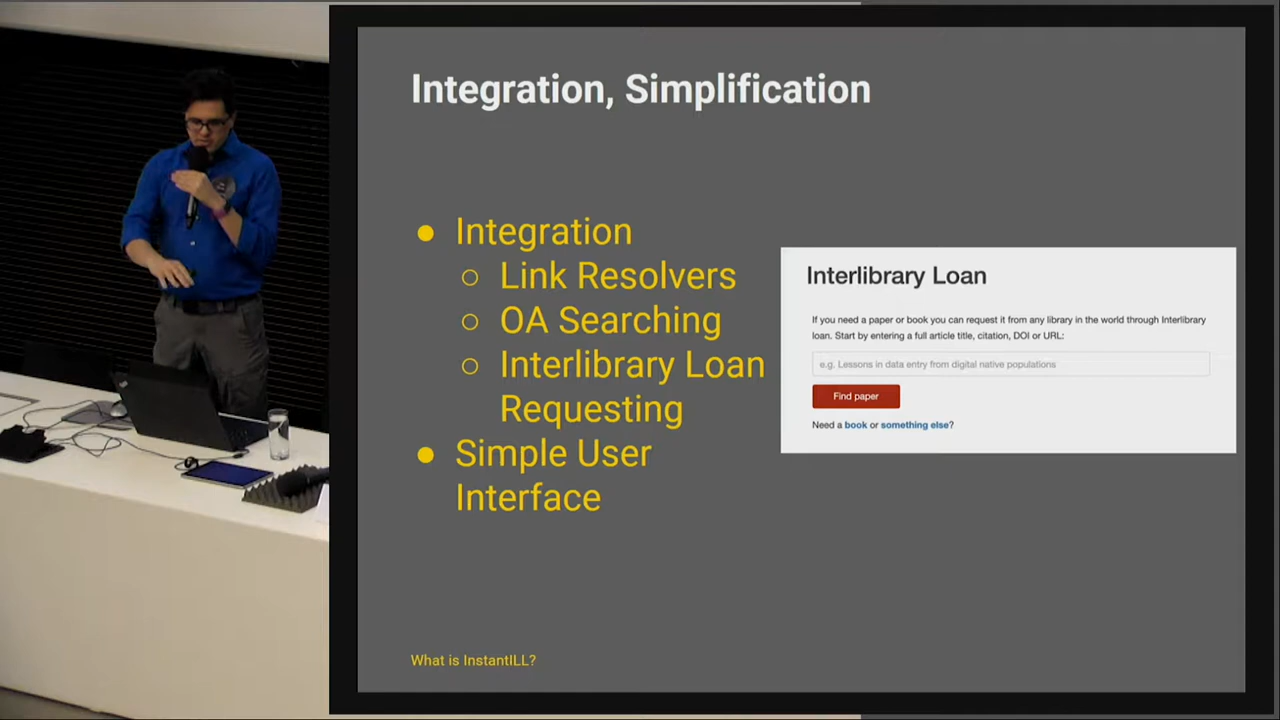 Integration, Simplification
● Integration
○ Link Resolvers
○ OA Searching
○ Interlibrary Loan
Requesting
● Simple User
Interface
Interlibrary Loan
If you need a paper or book you can request it from any library in the world through Interlibrary
loan. Start by entering a full article title, citation, DOI or URL:
e.g. Lessons in data entry from digital native populations
Find paper
Need a book or something else?
What is InstantILL?